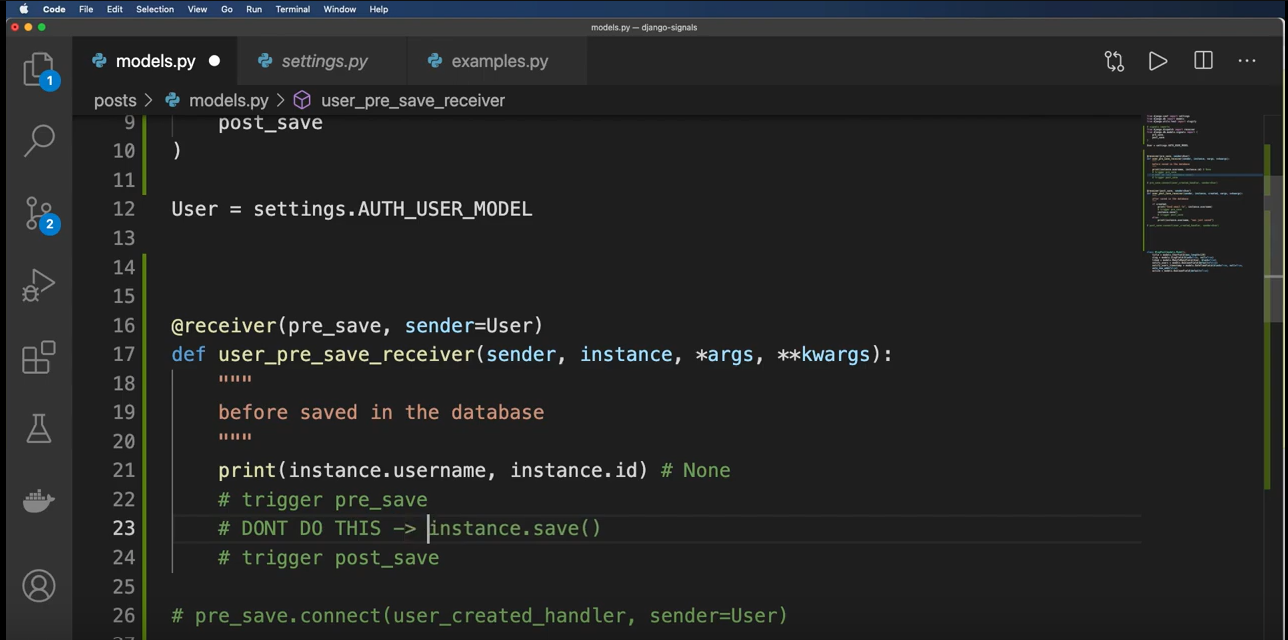 Code File Edit Selection View Go Run Terminal Window Help
models.py — django-signals
models.py settings.py examples.py
posts > models.py > user_pre_save_receiver
1
2
9 post_save
10 )
11
12 User = settings.AUTH_USER_MODEL
13
14
15
16 @receiver(pre_save, sender=User)
17 def user_pre_save_receiver(sender, instance, *args, **kwargs):
18 """
19 before saved in the database
20 """
21 print(instance.username, instance.id) # None
22 # trigger pre_save
23 # DONT DO THIS -> instance.save()
24 # trigger post_save
25
26 # pre_save.connect(user_created_handler, sender=User)